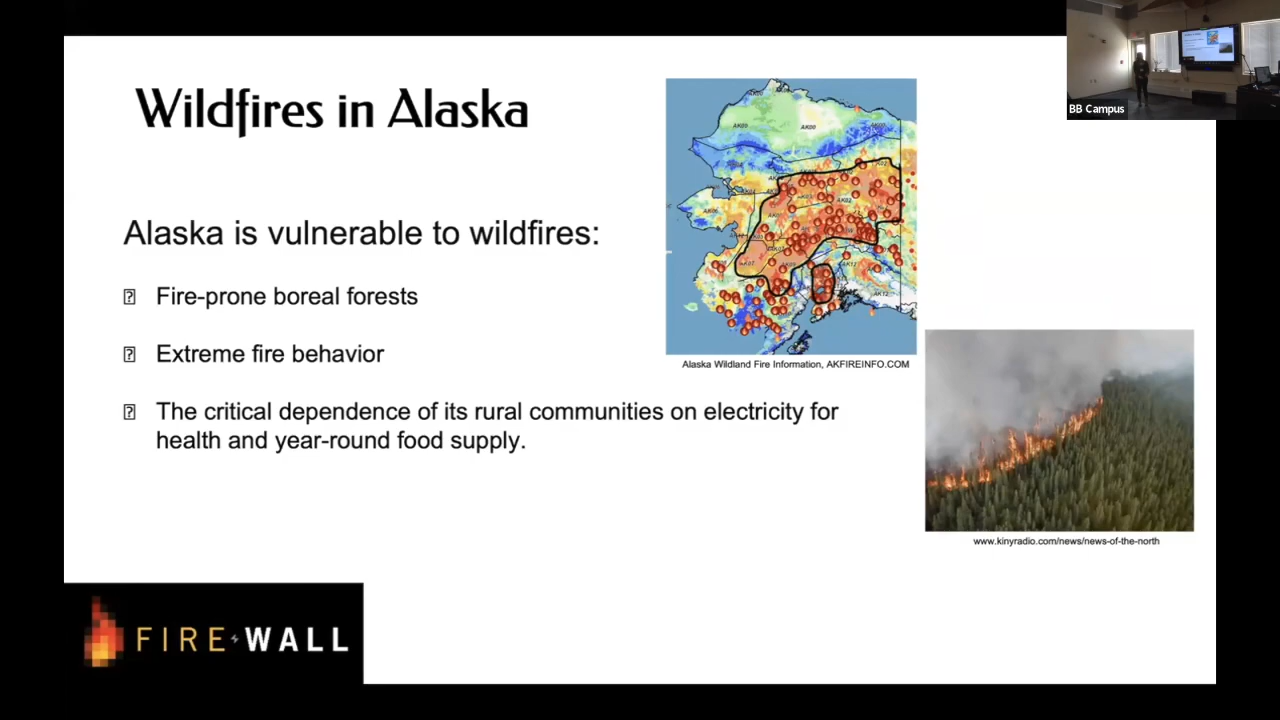 BB Campus
Wildfires in Alaska
Alaska is vulnerable to wildfires:
Fire-prone boreal forests
Extreme fire behavior
The critical dependence of its rural communities on electricity for
health and year-round food supply.
Alaska Wildland Fire Information, AKFIREINFO.COM
www.kinyradio.com/news/news-of-the-north
FIRE WALL